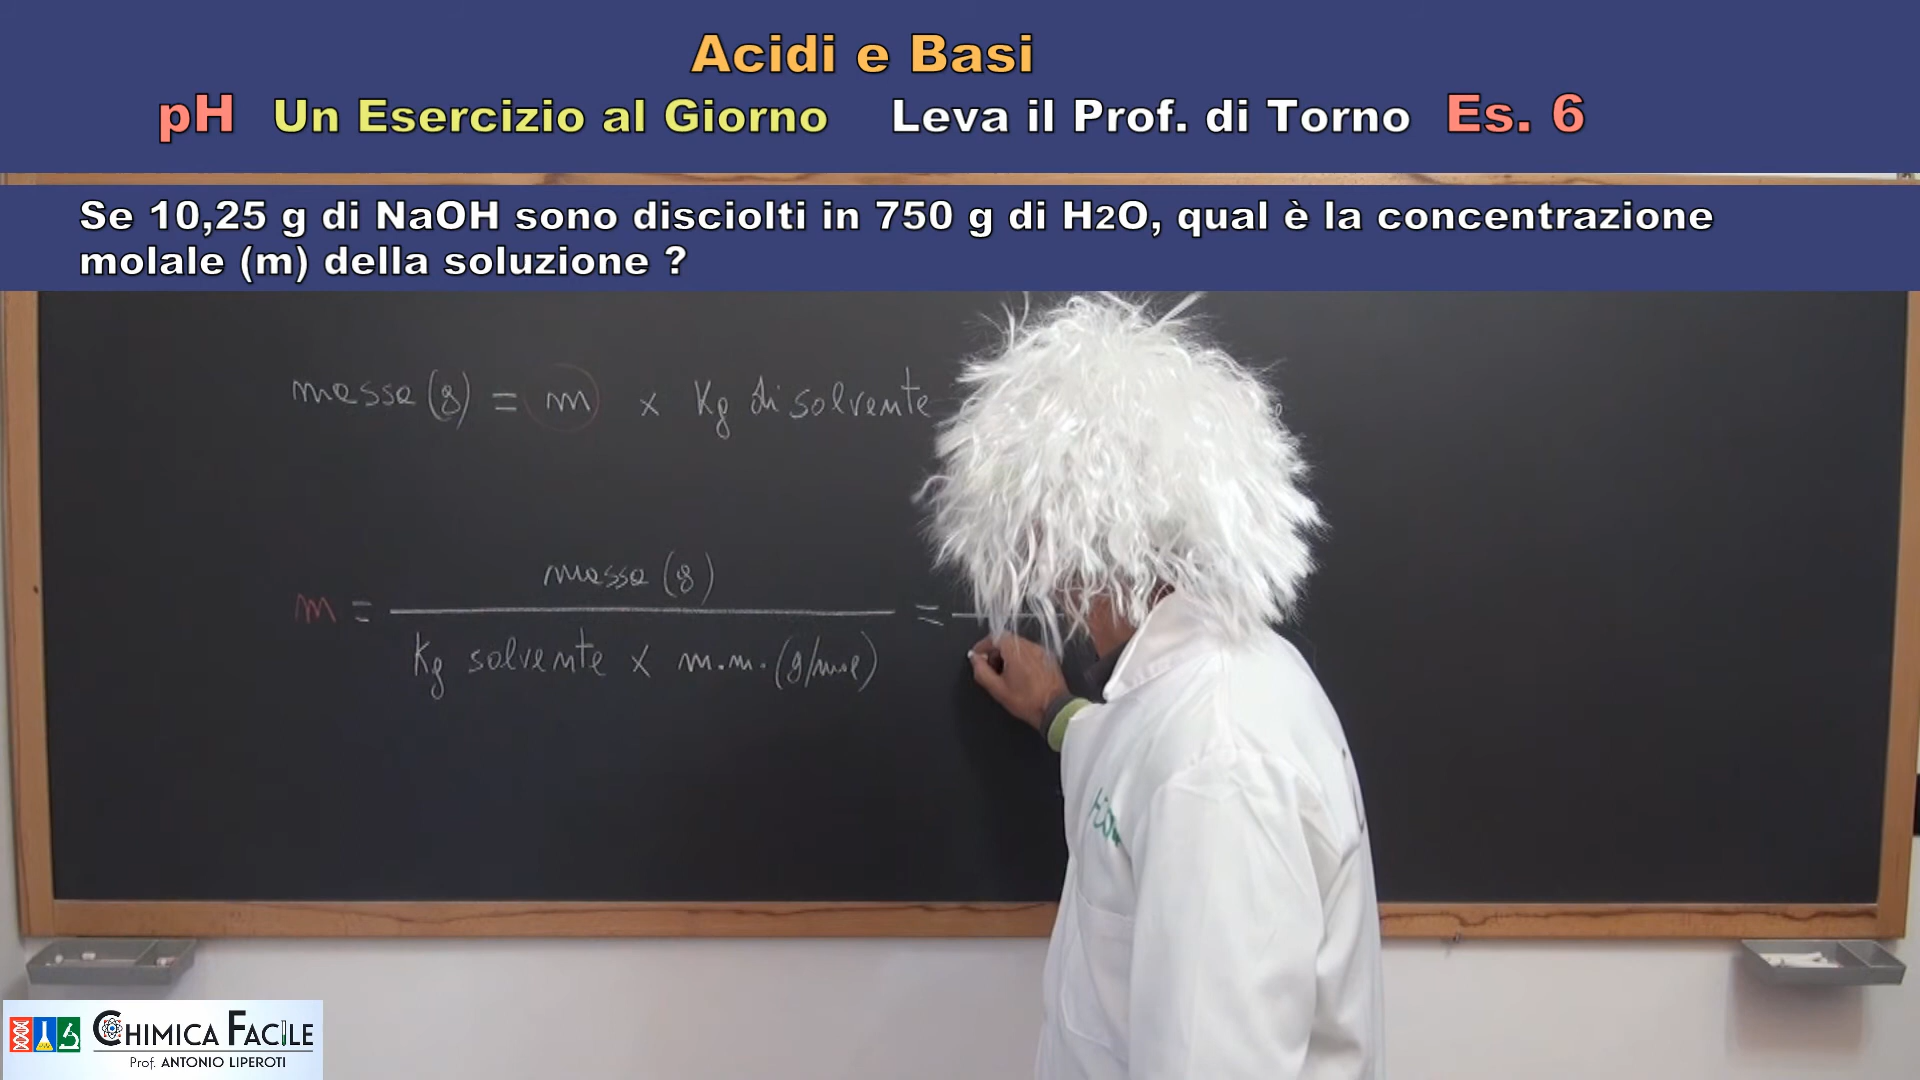 Acidi e Basi
pH Un Esercizio al Giorno Leva il Prof. di Torno Es. 6
Se 10,25 g di NaOH sono disciolti in 750 g di H2O, qual è la concentrazione
molale (m) della soluzione ?
massa (g) = m x Kg di solvente
massa (g)
m = =
Kg solvente x m.m. (g/mol)
CHIMICA FACILE
Prof. ANTONIO LIPEROTI